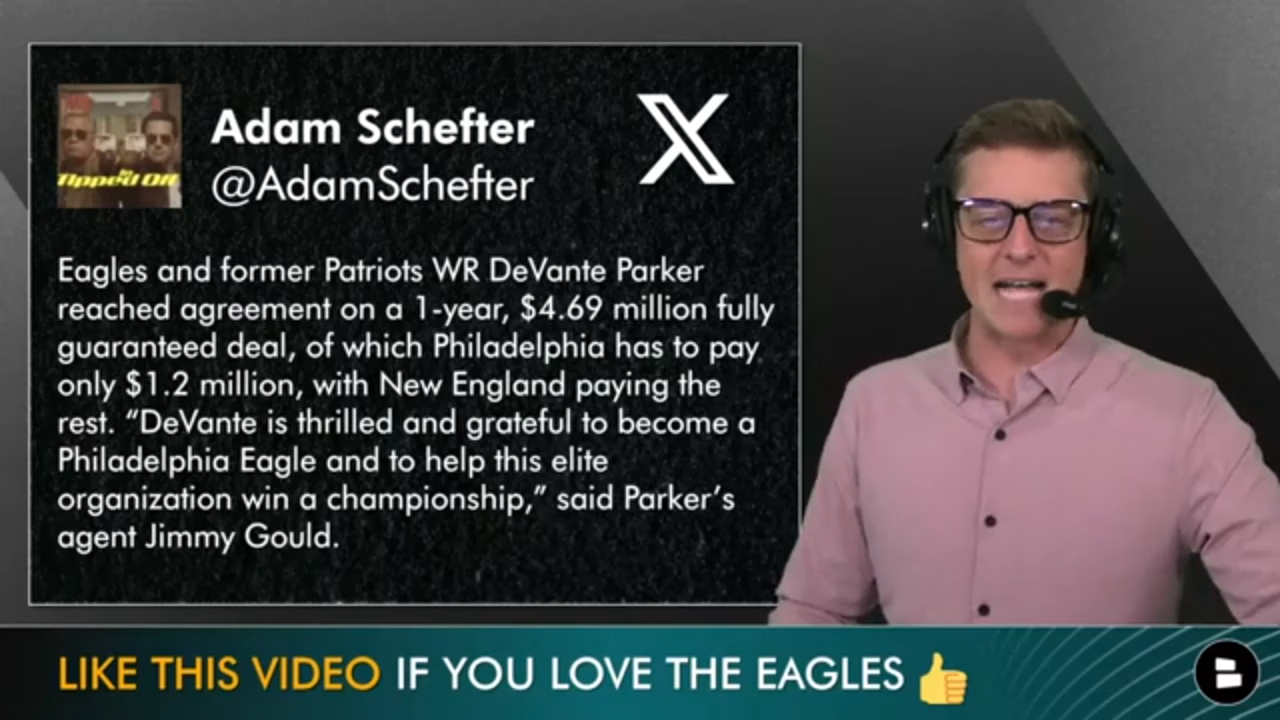 Adam Schefter
@AdamSchefter
Eagles and former Patriots WR DeVante Parker
reached agreement on a 1-year, $4.69 million fully
guaranteed deal, of which Philadelphia has to pay
only $1.2 million, with New England paying the
rest. “DeVante is thrilled and grateful to become a
Philadelphia Eagle and to help this elite
organization win a championship,” said Parker’s
agent Jimmy Gould.
LIKE THIS VIDEO IF YOU LOVE THE EAGLES 👍